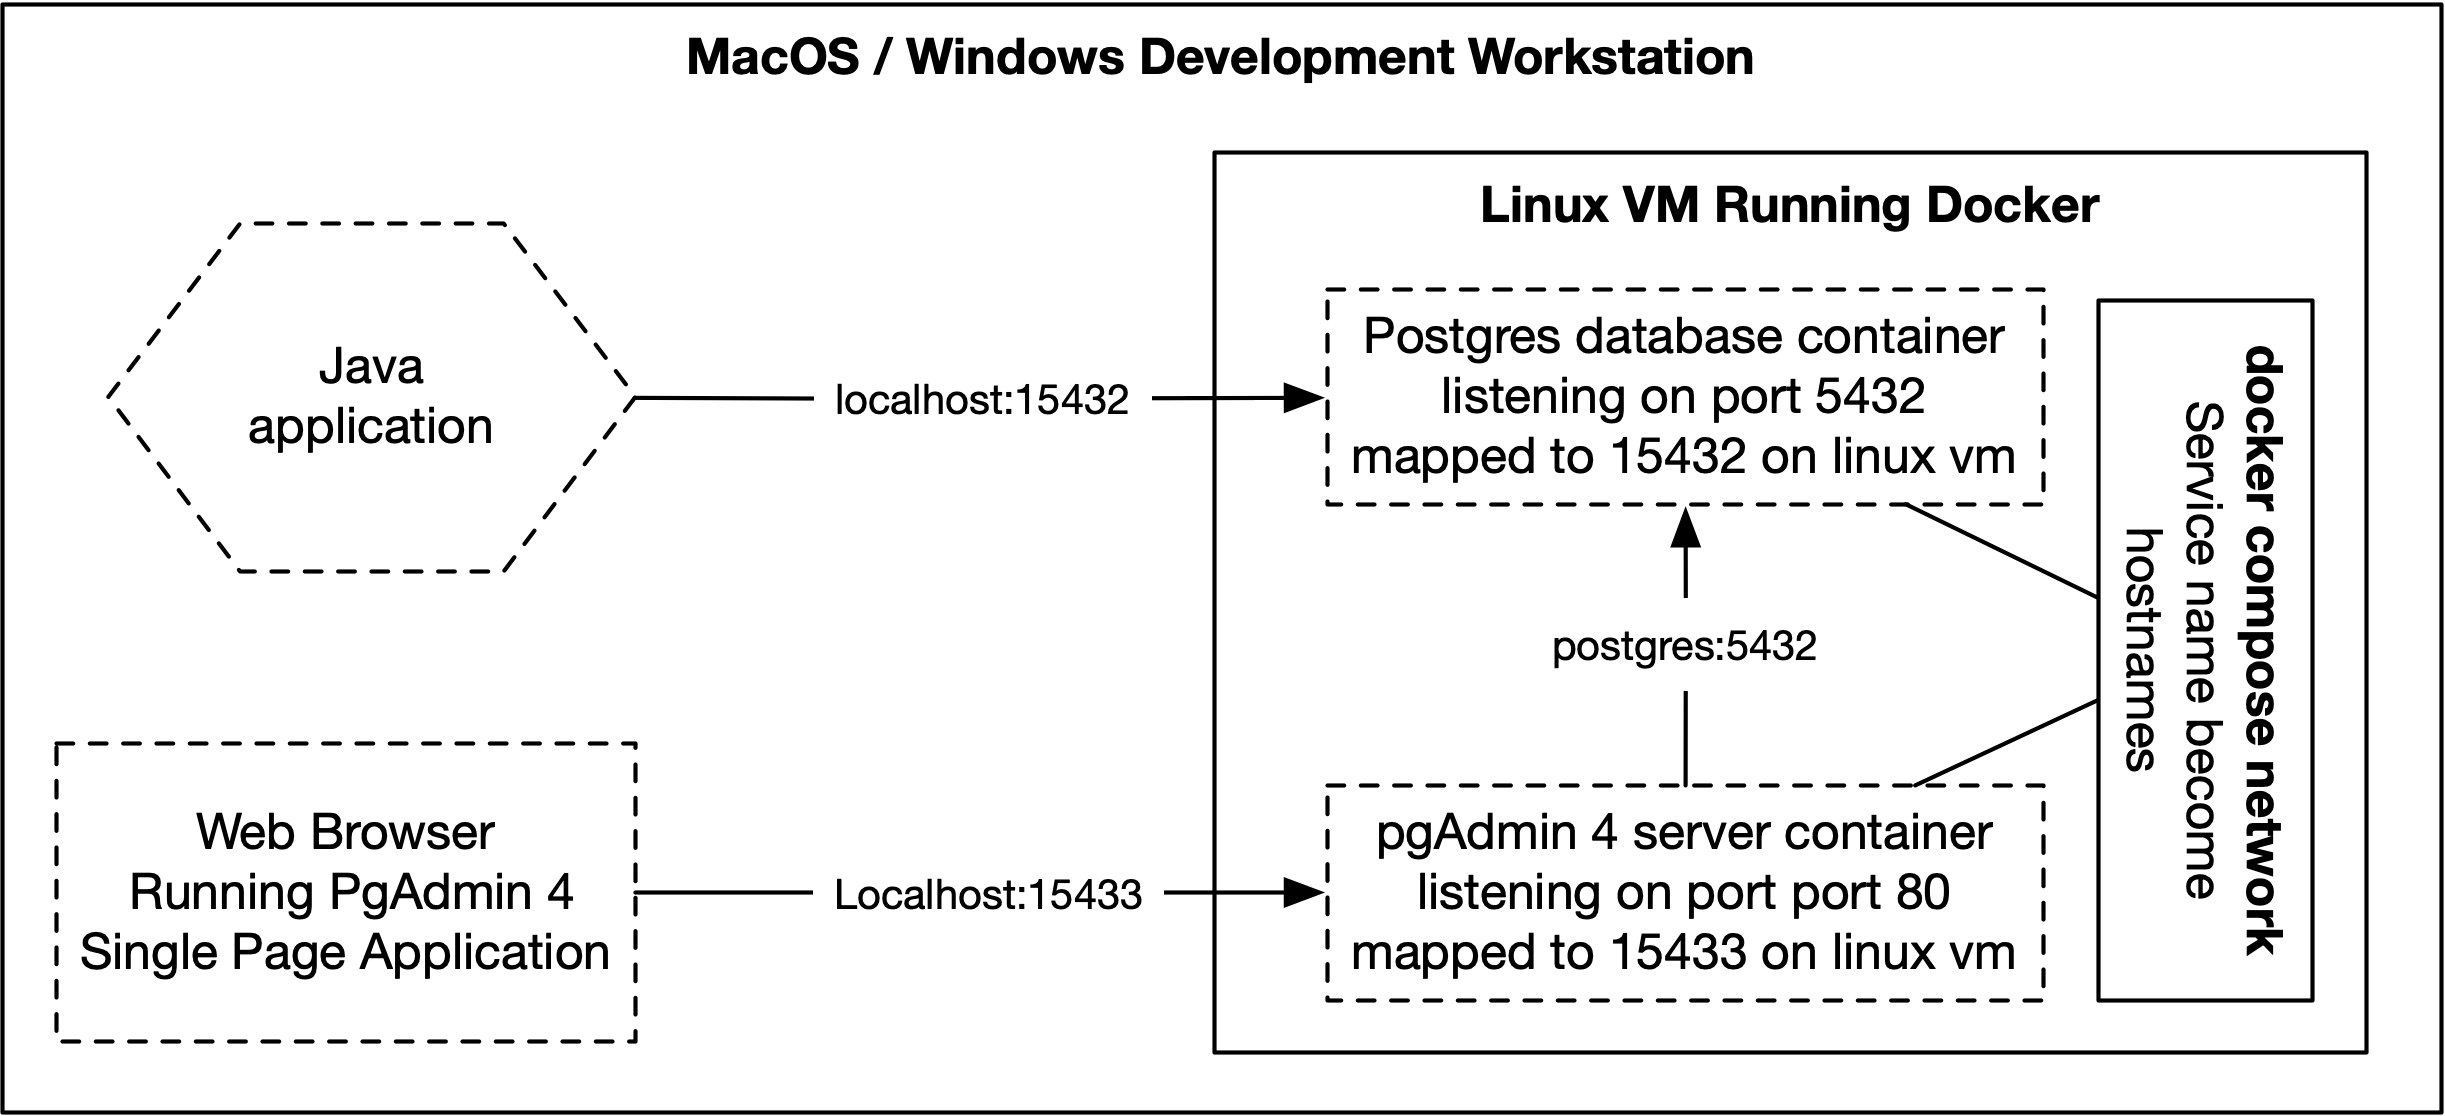 MacOS / Windows Development Workstation
Linux VM Running Docker
Java
application
localhost:15432
Postgres database container
listening on port 5432
mapped to 15432 on linux vm
docker compose network
Service name become
hostnames
postgres:5432
Web Browser
Running PgAdmin 4
Single Page Application
Localhost:15433
pgAdmin 4 server container
listening on port port 80
mapped to 15433 on linux vm